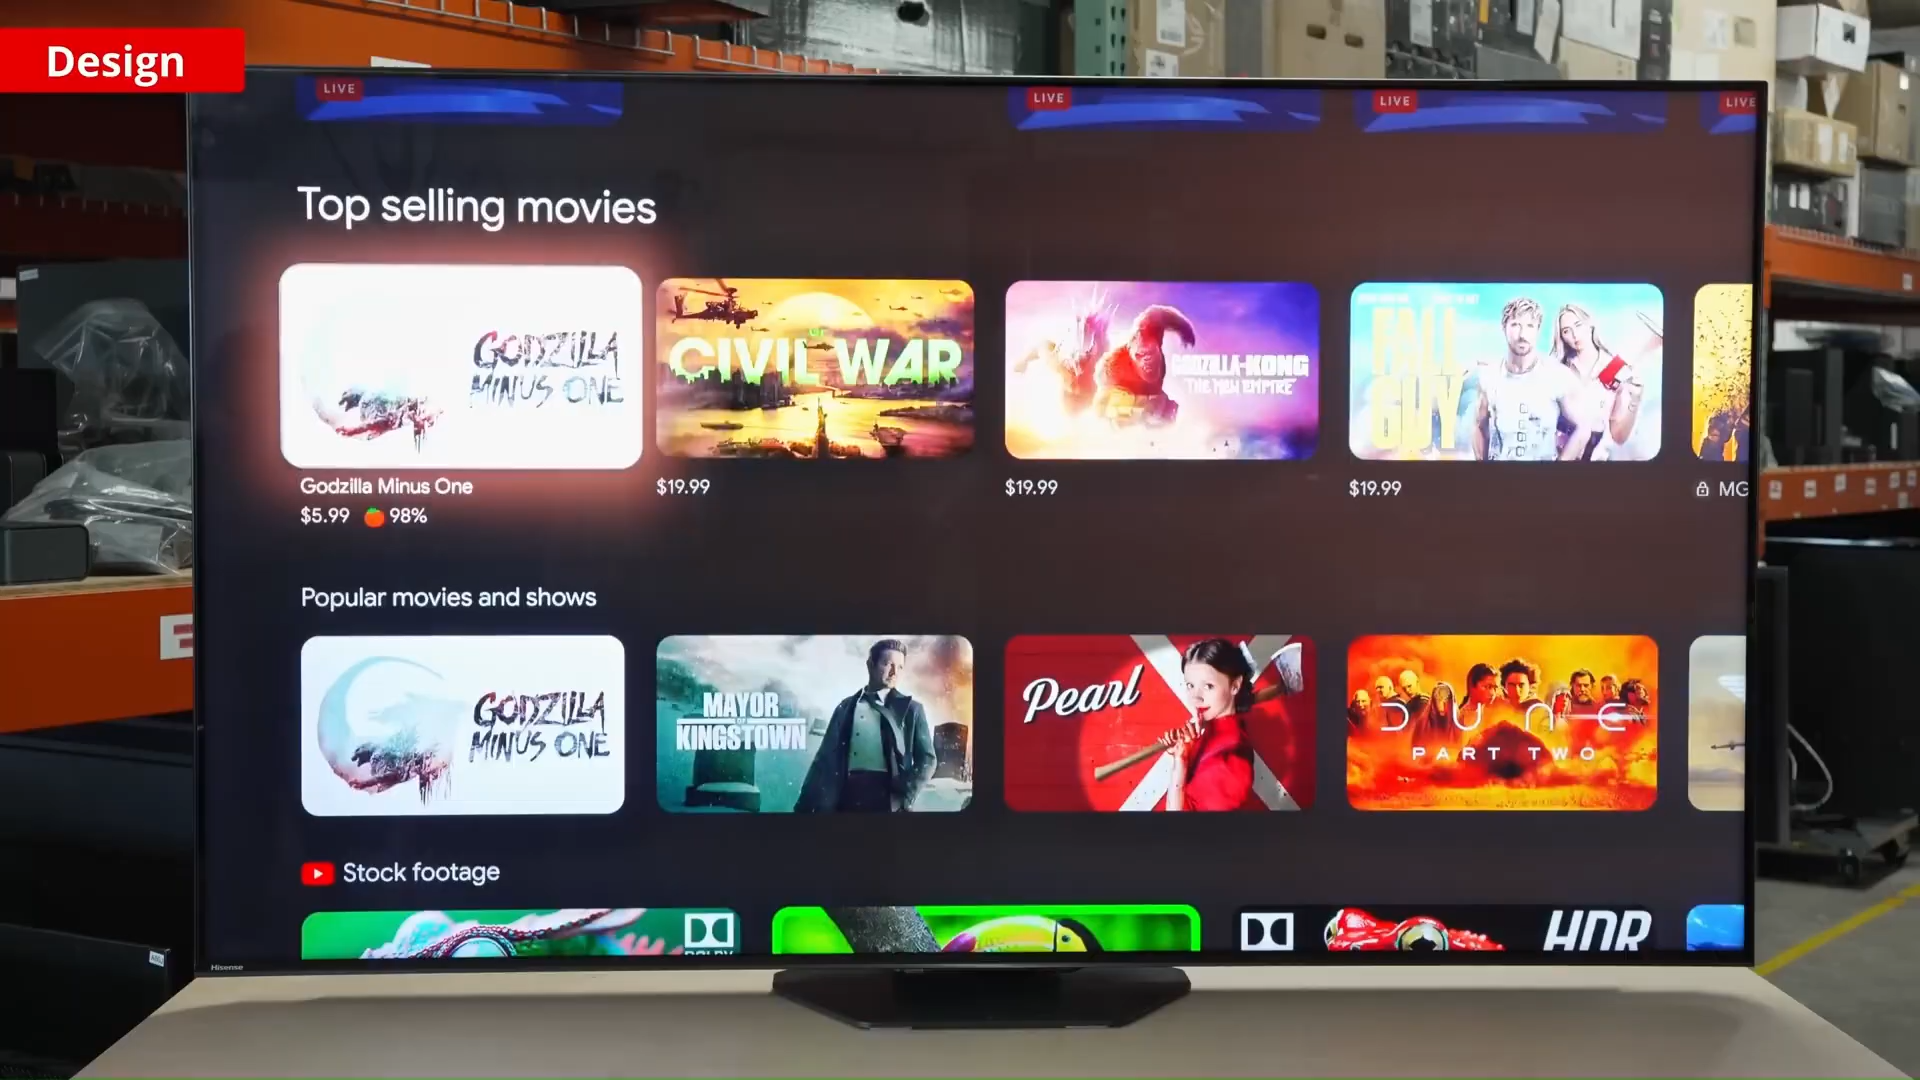 Design
LIVE
LIVE
LIVE
LIVE
Top selling movies
GODZILLA
MINUS ONE
CIVIL WAR
GODZILLA-KONG
THE NEW EMPIRE
FALL
GUY
Godzilla Minus One
$5.99 98%
$19.99
$19.99
$19.99
MG
Popular movies and shows
GODZILLA
MINUS ONE
MAYOR
OF
KINGSTOWN
Pearl
DUNE
PART TWO
Stock footage
HDR
Hisense